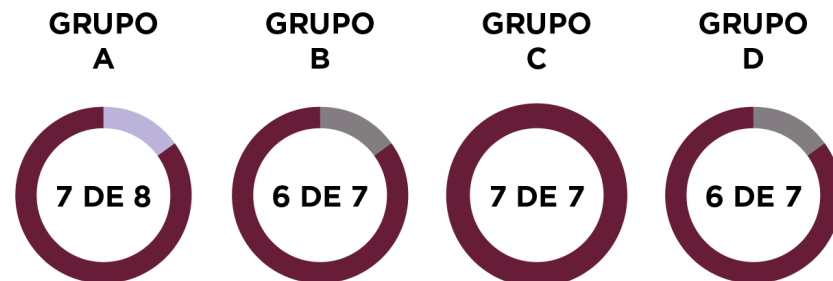 GRUPO
A
GRUPO
B
GRUPO
C
GRUPO
D
7 DE 8
6 DE 7
7 DE 7
6 DE 7